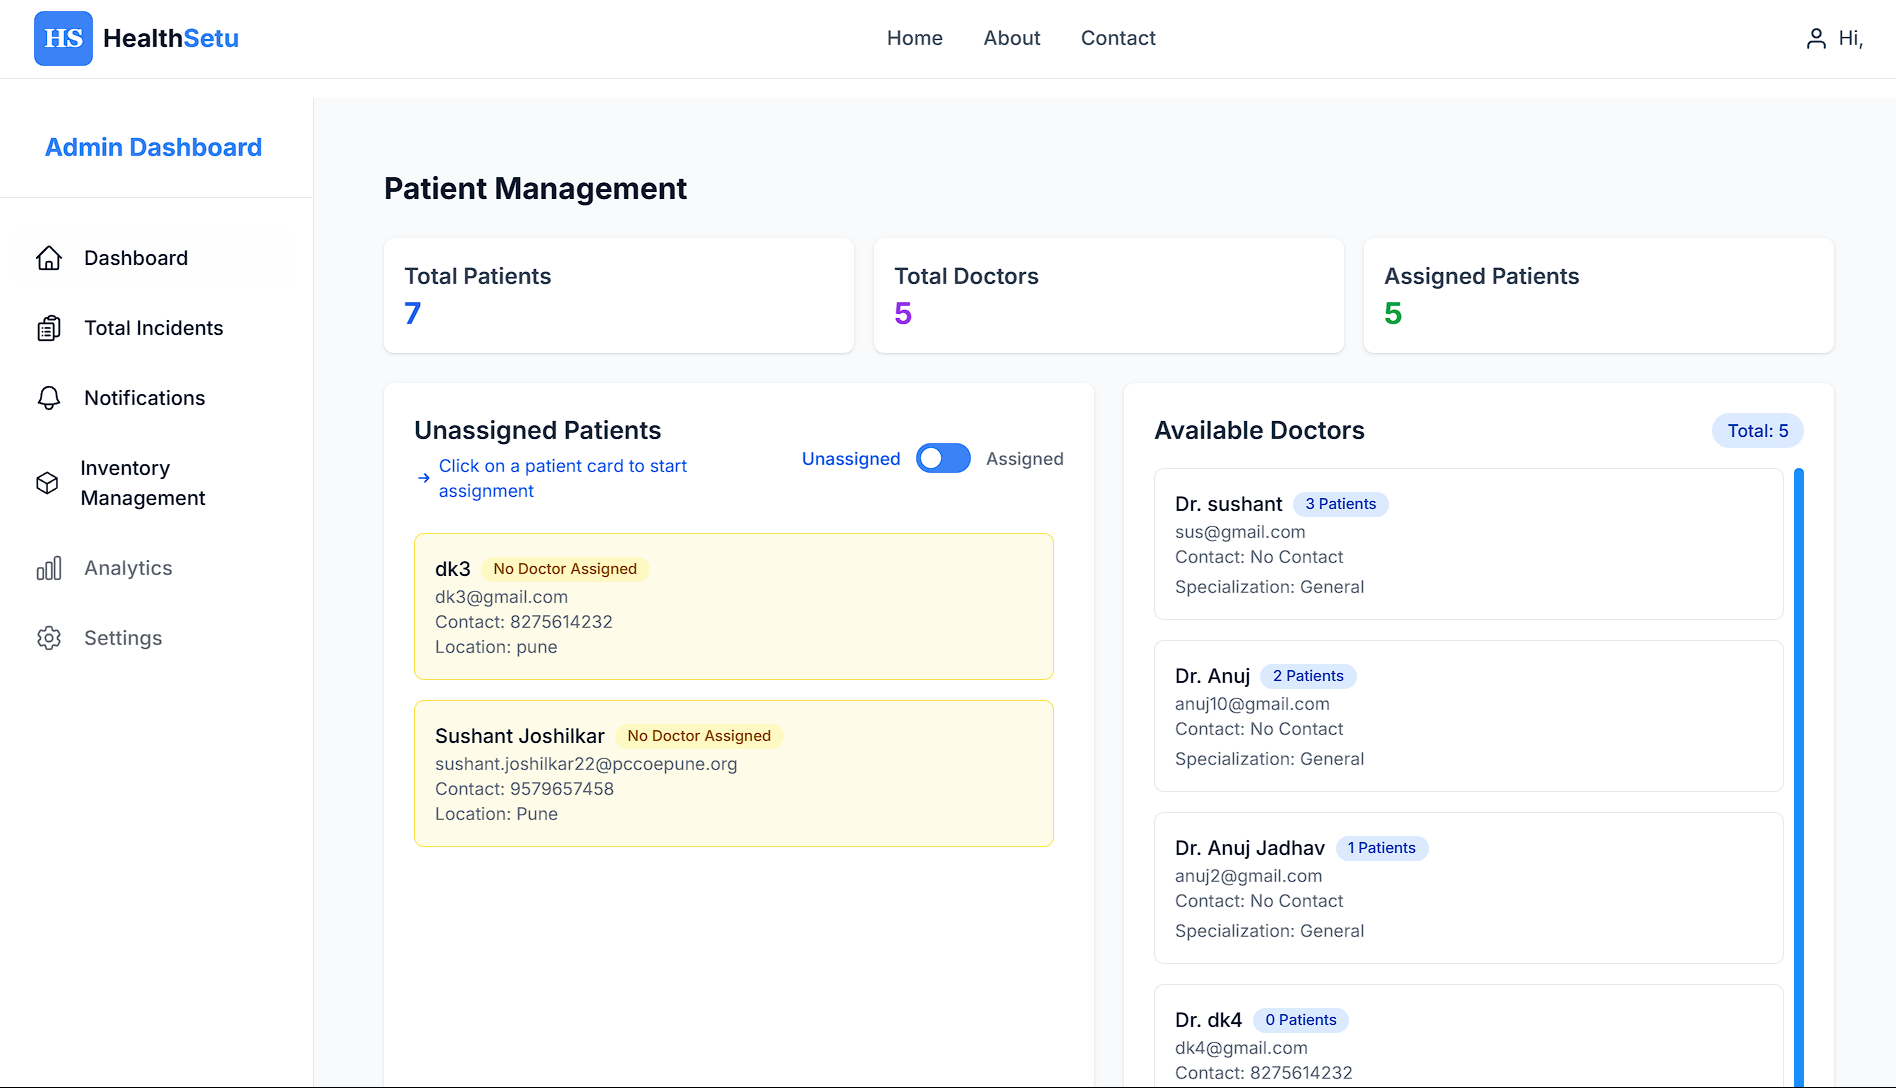 HS HealthSetu
Home About Contact
Hi,
Admin Dashboard
Dashboard
Total Incidents
Notifications
Inventory
Management
Analytics
Settings
Patient Management
Total Patients
7
Total Doctors
5
Assigned Patients
5
Unassigned Patients
Click on a patient card to start
assignment
Unassigned Assigned
dk3 No Doctor Assigned
dk3@gmail.com
Contact: 8275614232
Location: pune
Sushant Joshilkar No Doctor Assigned
sushant.joshilkar22@pccoepune.org
Contact: 9579657458
Location: Pune
Available Doctors
Total: 5
Dr. sushant 3 Patients
sus@gmail.com
Contact: No Contact
Specialization: General
Dr. Anuj 2 Patients
anuj10@gmail.com
Contact: No Contact
Specialization: General
Dr. Anuj Jadhav 1 Patients
anuj2@gmail.com
Contact: No Contact
Specialization: General
Dr. dk4 0 Patients
dk4@gmail.com
Contact: 8275614232